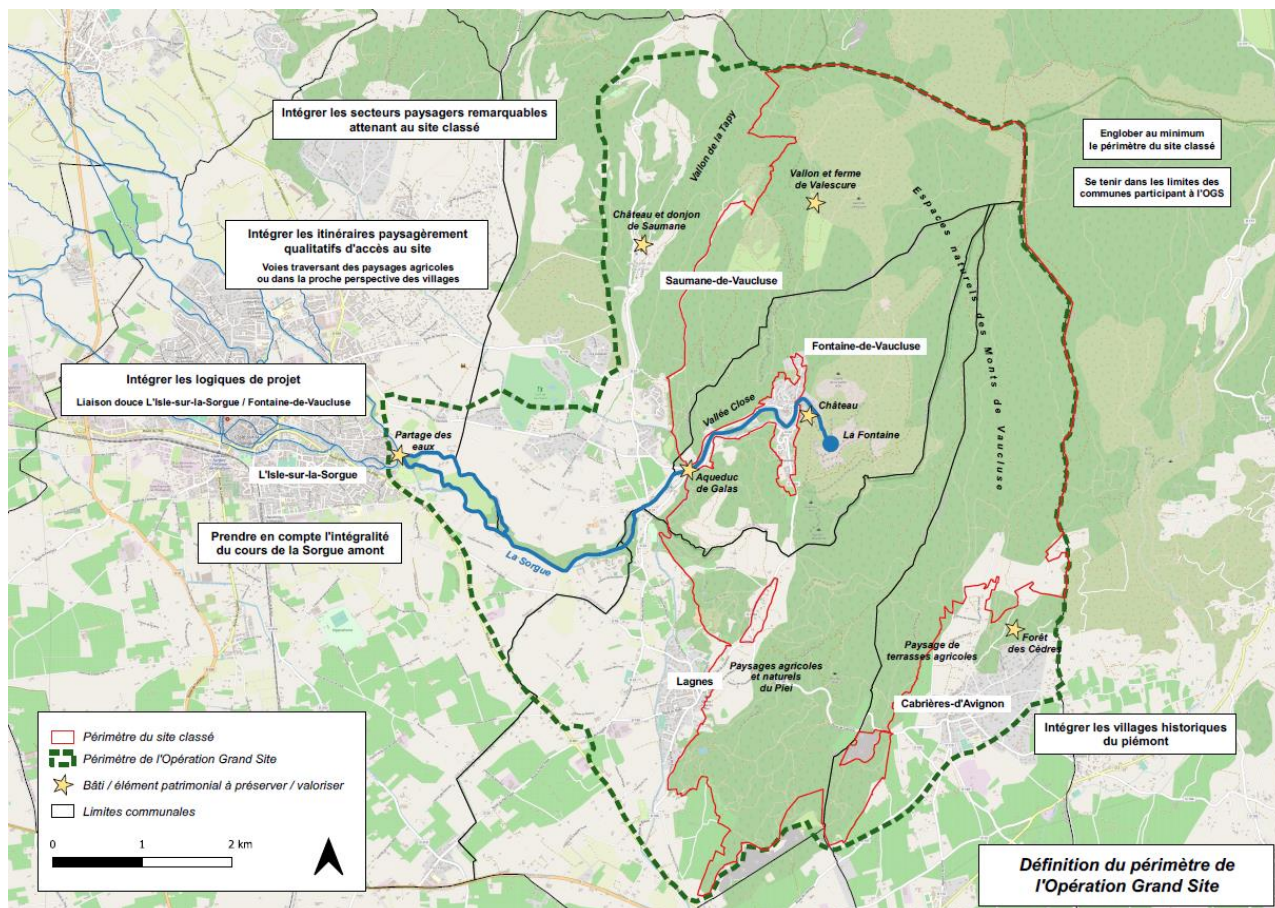 Intégrer les secteurs paysagers remarquables
attenant au site classé
Englober au minimum
le périmètre du site classé
Se tenir dans les limites des
communes participant à l'OGS
Intégrer les itinéraires paysagèrement
qualitatifs d'accès au site
Voies traversant des paysages agricoles
ou dans la proche perspective des villages
Vallon de la Tapy
Vallon et ferme
de Valescure
Château et donjon
de Saumane
Saumane-de-Vaucluse
Espaces naturels des Monts de Vaucluse
Fontaine-de-Vaucluse
Intégrer les logiques de projet
Liaison douce L'Isle-sur-la-Sorgue / Fontaine-de-Vaucluse
Vallée Close
Château
La Fontaine
Partage des
eaux
L'Isle-sur-la-Sorgue
Aqueduc
de Galas
Prendre en compte l'intégralité
du cours de la Sorgue amont
La Sorgue
Paysage de
terrasses agricoles
Forêt
des Cèdres
Paysages agricoles
et naturels
du Piei
Lagnes
Cabrières-d'Avignon
Intégrer les villages historiques
du piémont
Périmètre du site classé
Périmètre de l'Opération Grand Site
Bâti / élément patrimonial à préserver / valoriser
Limites communales
0 1 2 km
Définition du périmètre de
l'Opération Grand Site